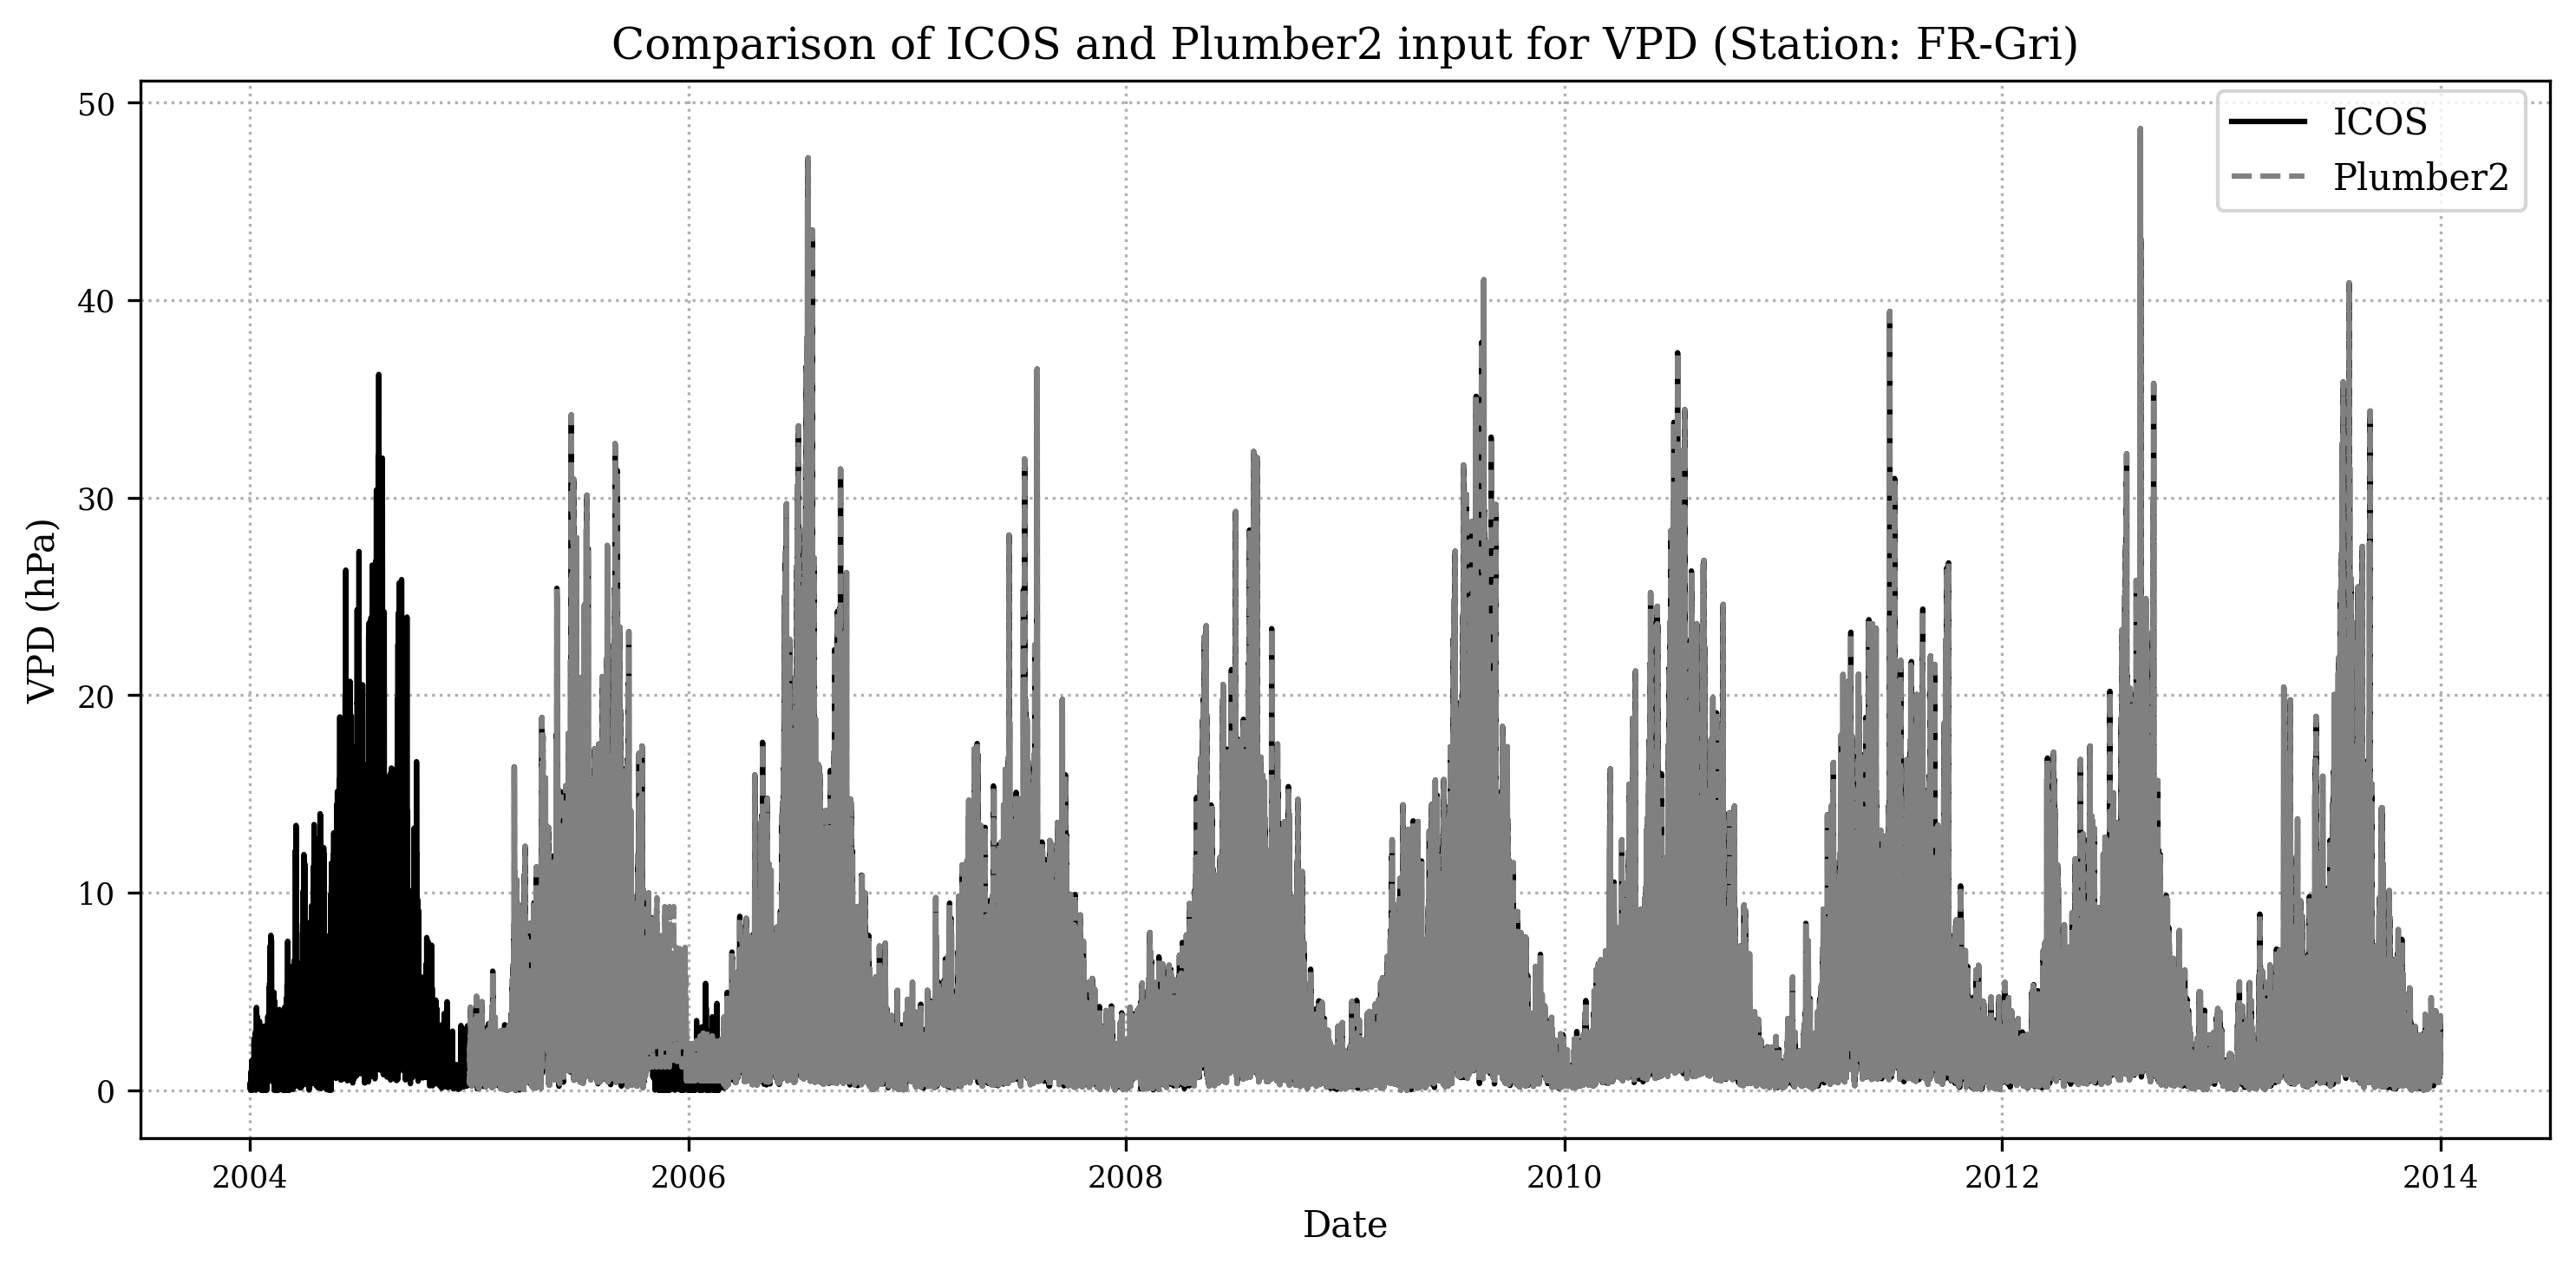 Comparison of ICOS and Plumber2 input for VPD (Station: FR-Gri)
50
40
30
20
10
0
VPD (hPa)
ICOS
Plumber2
2004
2006
2008
2010
2012
2014
Date